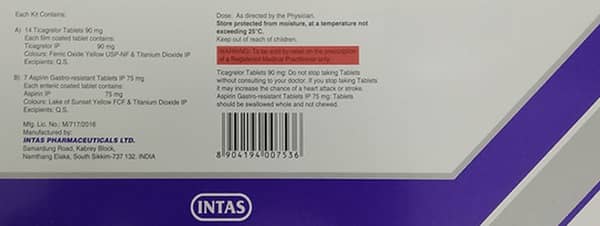 Each Kit Contains:
A) 14 Ticagrelor Tablets 90 mg
Each film coated tablet contains:
Ticagrelor IP 90 mg
Colours: Ferric Oxide Yellow USP-NF & Titanium Dioxide IP
Excipients: Q.S.
B) 7 Aspirin Gastro-resistant Tablets IP 75 mg
Each enteric coated tablet contains:
Aspirin IP 75 mg
Colours: Lake of Sunset Yellow FCF & Titanium Dioxide IP
Excipients: Q.S.
Mfg. Lic. No.: M/717/2016
Manufactured by:
INTAS PHARMACEUTICALS LTD.
Samardung Road, Kabrey Block,
Namthang Elaka, South Sikkim-737 132. INDIA
Dose: As directed by the Physician.
Store protected from moisture, at a temperature not
exceeding 25°C.
Keep out of reach of children.
WARNING: To be sold by retail on the prescription
of a Registered Medical Practitioner only.
Ticagrelor Tablets 90 mg: Do not stop taking Tablets
without consulting to your doctor. If you stop taking Tablets
it may increase the chance of a heart attack or stroke.
Aspirin Gastro-resistant Tablets IP 75 mg: Tablets
should be swallowed whole and not chewed.
8 904194 007536
INTAS